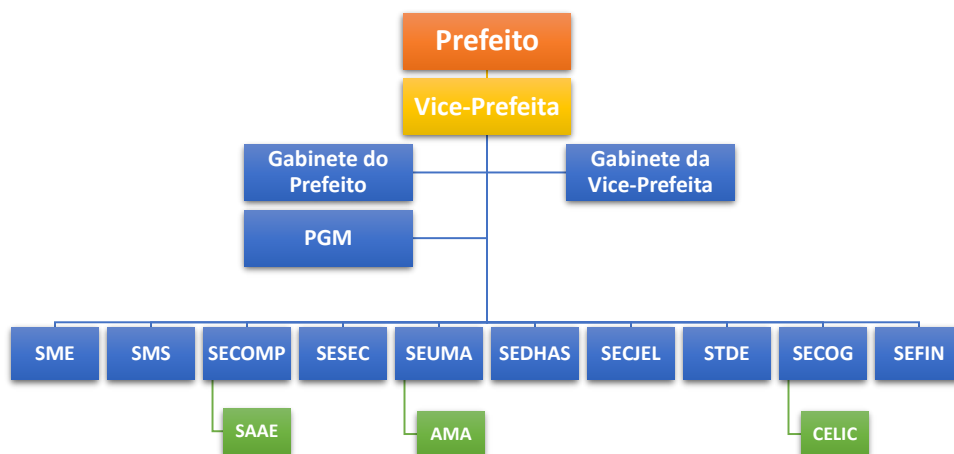 Prefeito
Vice-Prefeita
Gabinete do
Prefeito
Gabinete da
Vice-Prefeita
PGM
SME
SMS
SECOMP
SESEC
SEUMA
SEDHAS
SECJEL
STDE
SECOG
SEFIN
SAAE
AMA
CELIC